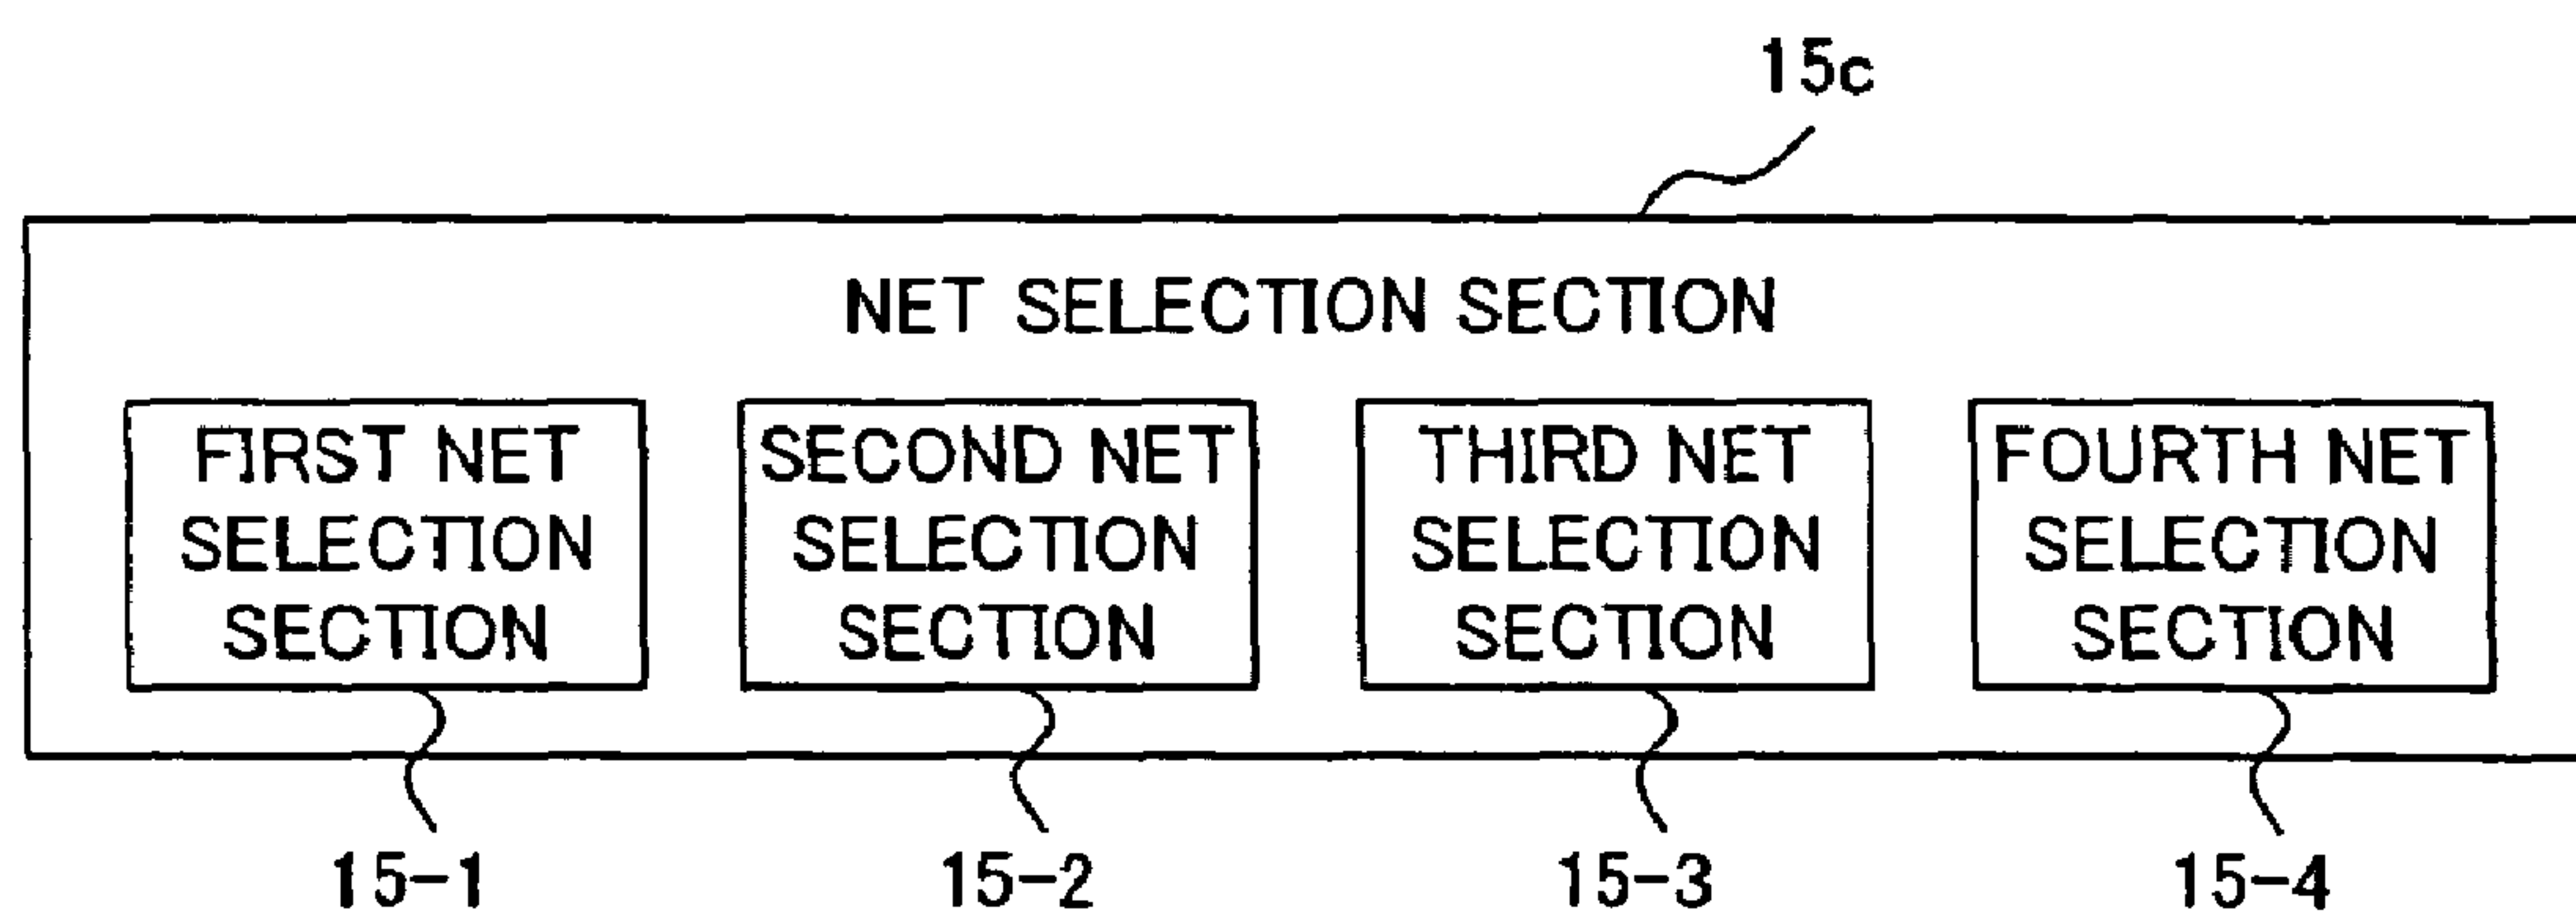 15c
NET SELECTION SECTION
FIRST NET
SELECTION
SECTION
SECOND NET
SELECTION
SECTION
THIRD NET
SELECTION
SECTION
FOURTH NET
SELECTION
SECTION
15-1
15-2
15-3
15-4